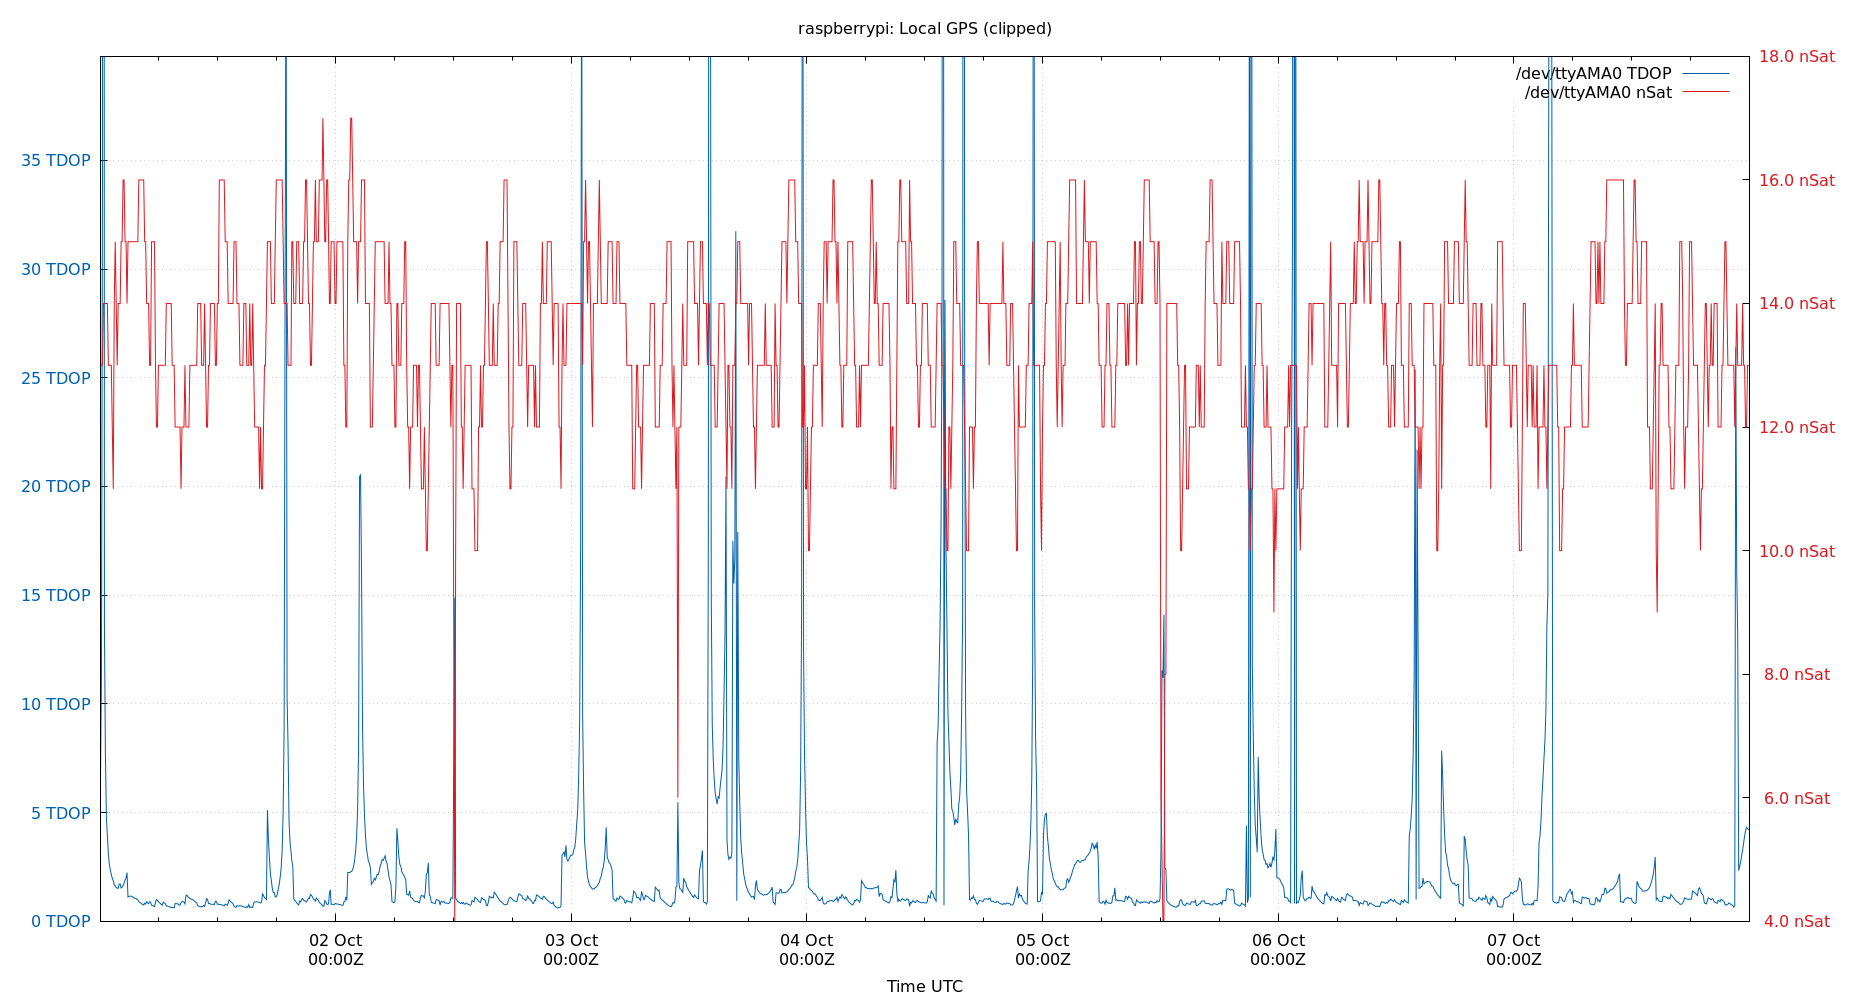 raspberrypi: Local GPS (clipped)
18.0 nSat
/dev/ttyAMA0 TDOP
/dev/ttyAMA0 nSat
35 TDOP
16.0 nSat
30 TDOP
14.0 nSat
25 TDOP
12.0 nSat
20 TDOP
10.0 nSat
15 TDOP
8.0 nSat
10 TDOP
6.0 nSat
5 TDOP
0 TDOP
4.0 nSat
02 Oct 03 Oct 04 Oct 05 Oct 06 Oct 07 Oct
00:00Z 00:00Z 00:00Z 00:00Z 00:00Z 00:00Z
Time UTC